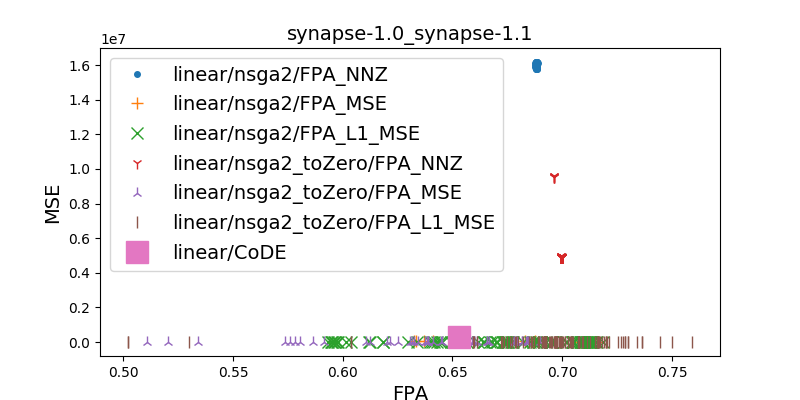 synapse-1.0_synapse-1.1
1e7
1.6
1.4
1.2
1.0
0.8
0.6
0.4
0.2
0.0
MSE
linear/nsga2/FPA_NNZ
linear/nsga2/FPA_MSE
linear/nsga2/FPA_L1_MSE
linear/nsga2_toZero/FPA_NNZ
linear/nsga2_toZero/FPA_MSE
linear/nsga2_toZero/FPA_L1_MSE
linear/CoDE
0.50 0.55 0.60 0.65 0.70 0.75
FPA